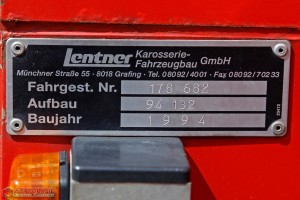 Lentner Karosserie-
Fahrzeugbau GmbH
Münchner Straße 55 - 8018 Grafing - Tel. 08092/4001 - Fax 08092/70233
Fahrgest. Nr. 178 682
Aufbau 94 132
Baujahr 1994